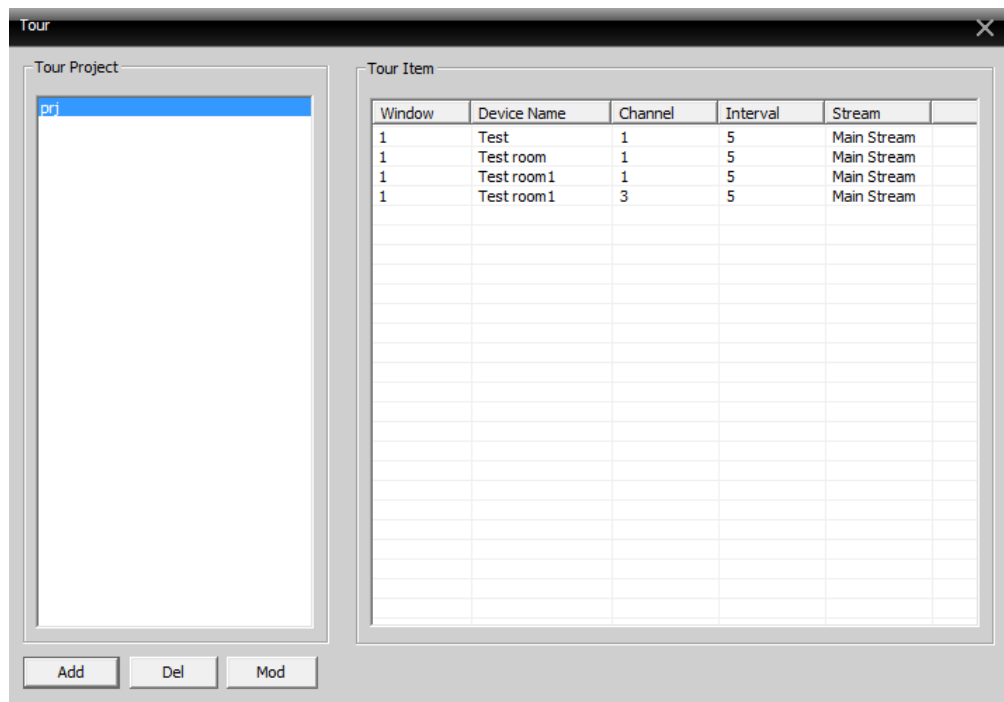 Tour
Tour Project
prj
Tour Item
Window Device Name Channel Interval Stream
1 Test 1 5 Main Stream
1 Test room 1 5 Main Stream
1 Test room1 1 5 Main Stream
1 Test room1 3 5 Main Stream
Add Del Mod